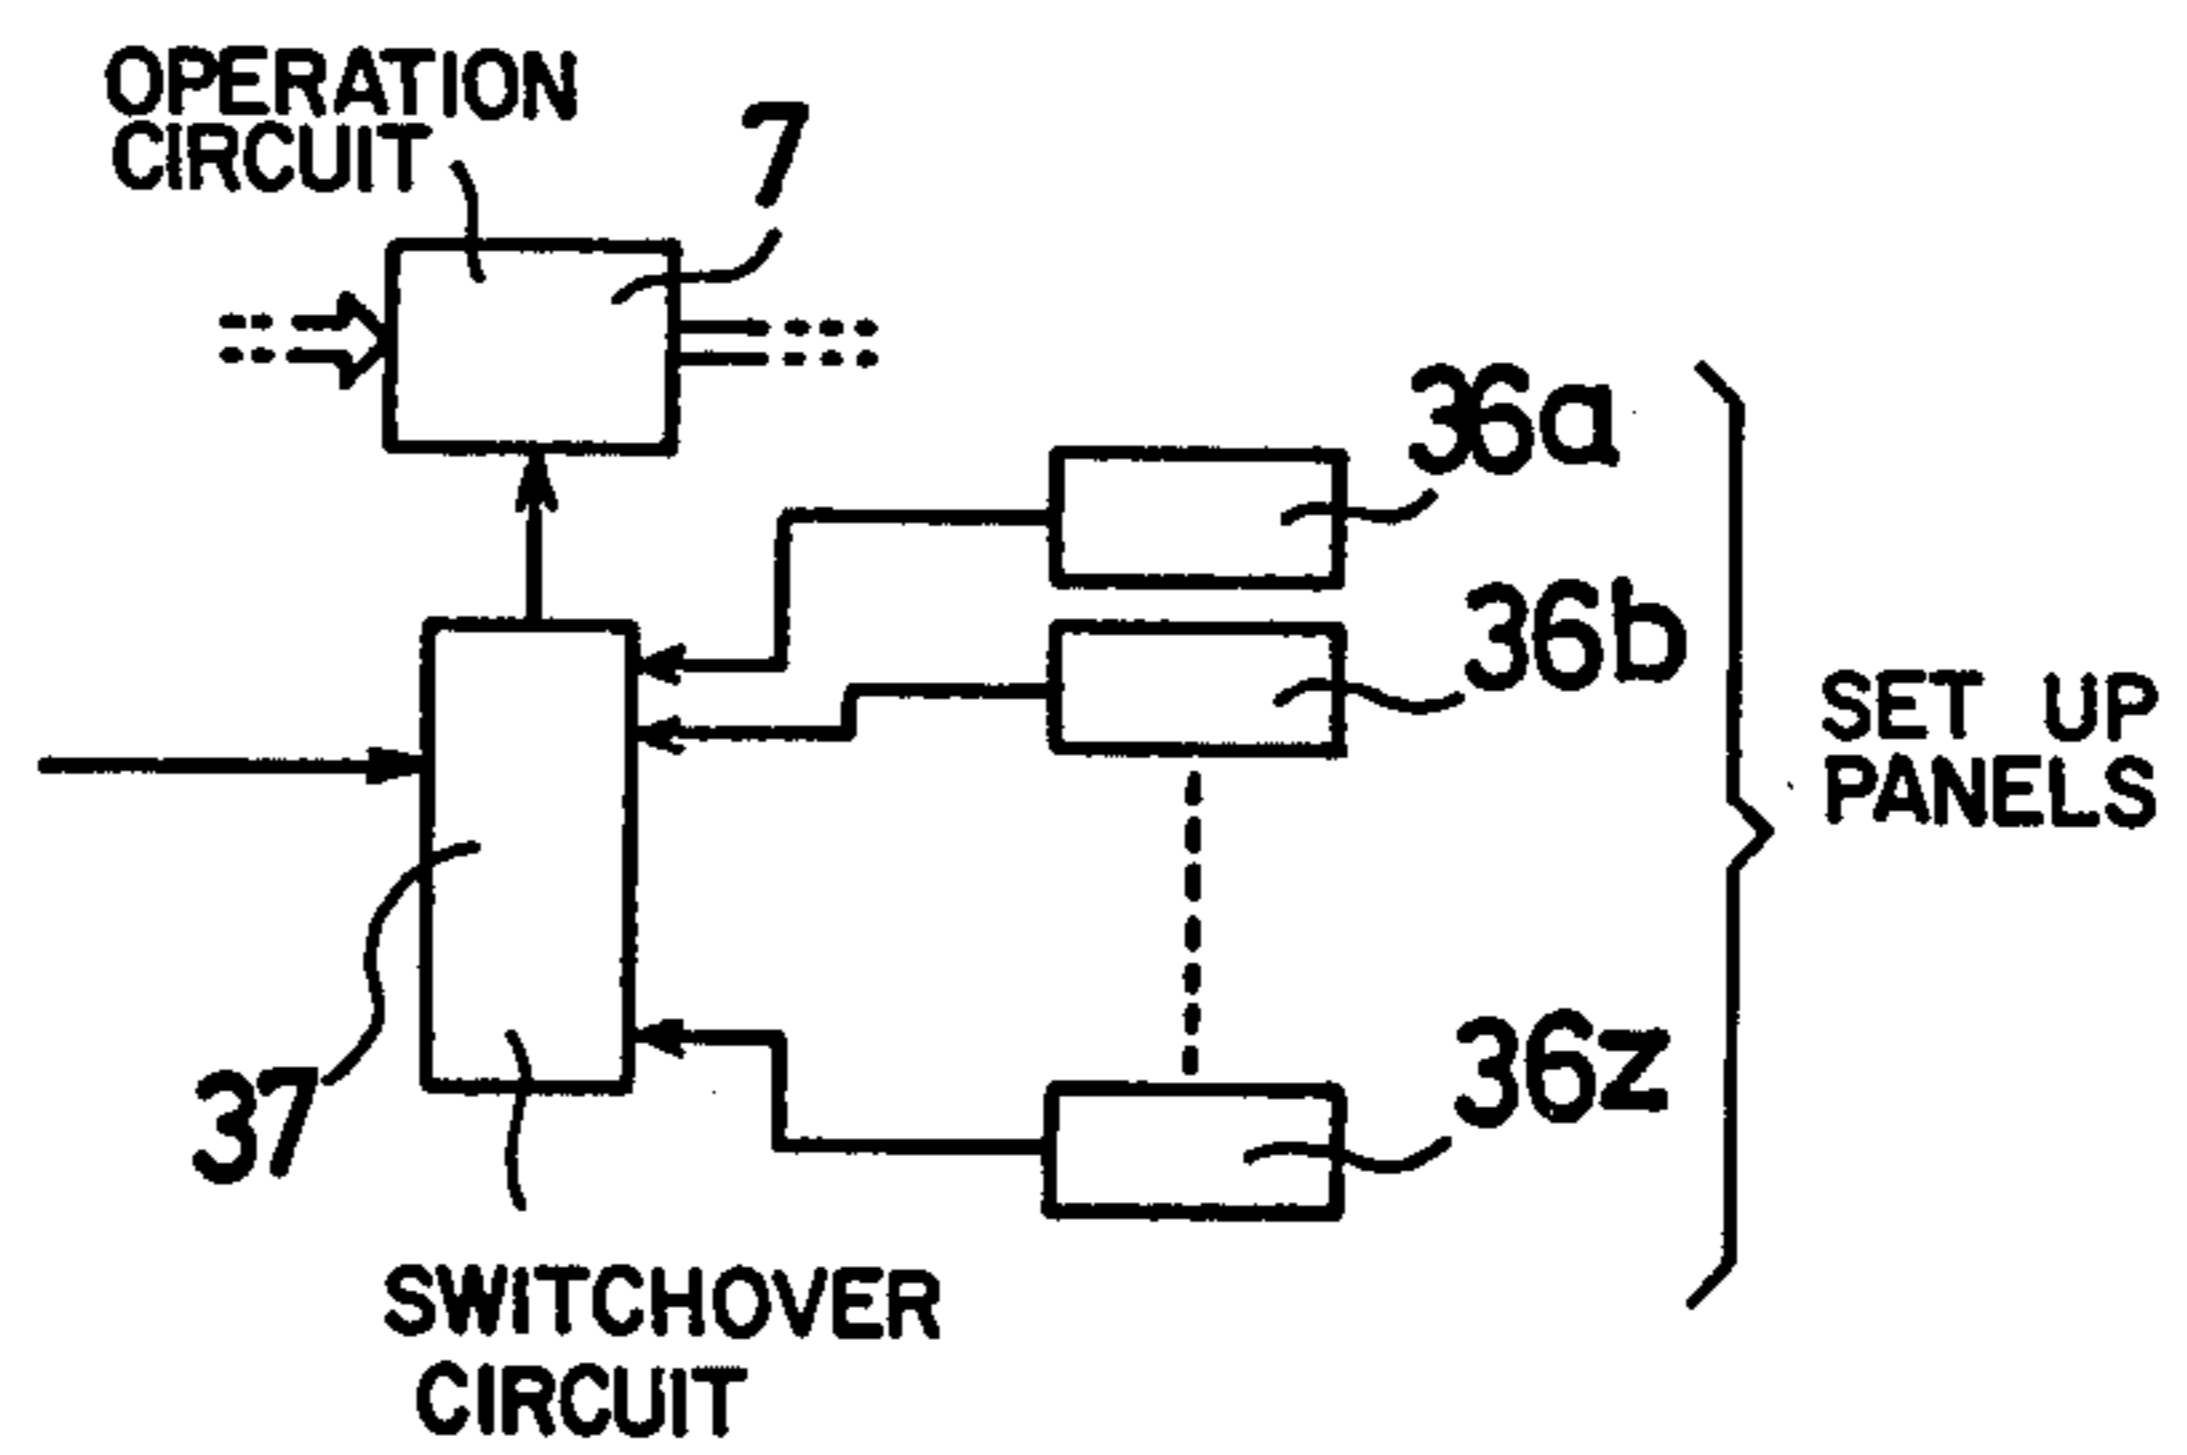 OPERATION
CIRCUIT
7
36a
36b
SET UP
PANELS
36z
37
SWITCHOVER
CIRCUIT